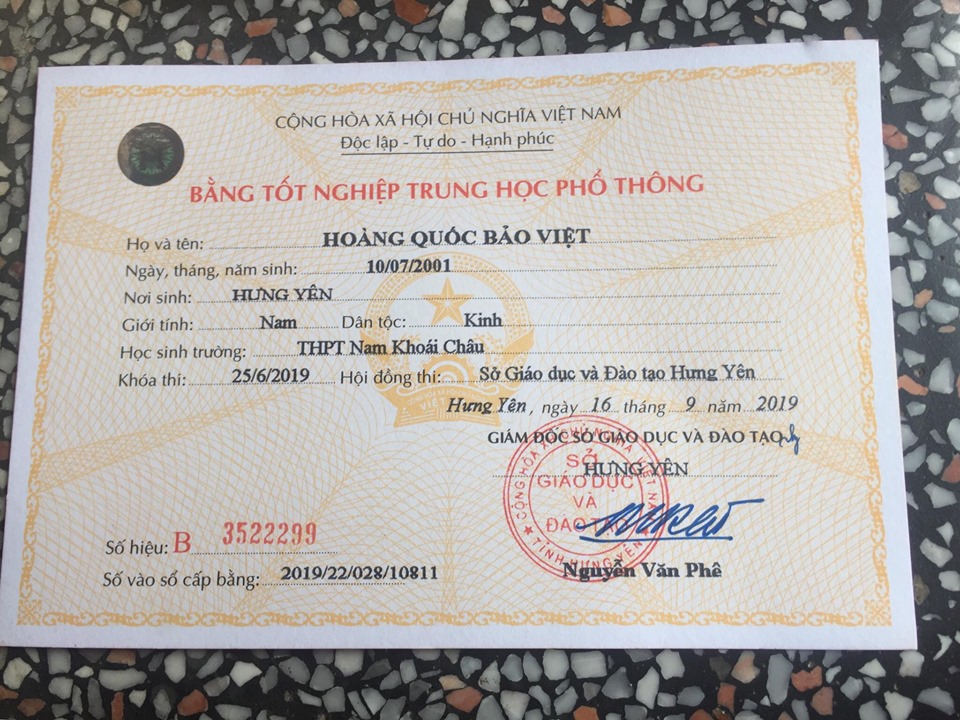 CỘNG HÒA XÃ HỘI CHỦ NGHĨA VIỆT NAM
Độc lập - Tự do - Hạnh phúc
BẰNG TỐT NGHIỆP TRUNG HỌC PHỔ THÔNG
Họ và tên: HOÀNG QUỐC BẢO VIỆT
Ngày, tháng, năm sinh: 10/07/2001
Nơi sinh: HƯNG YÊN
Giới tính: Nam Dân tộc: Kinh
Học sinh trường: THPT Nam Khoái Châu
Khóa thi: 25/6/2019 Hội đồng thi: Sở Giáo dục và Đào tạo Hưng Yên
Hưng Yên, ngày 16 tháng 9 năm 2019
GIÁM ĐỐC SỞ GIÁO DỤC VÀ ĐÀO TẠO
HƯNG YÊN
CỘNG HÒA XÃ HỘI CHỦ NGHĨA VIỆT NAM
SỞ
GIÁO DỤC
VÀ
ĐÀO TẠO
TỈNH HƯNG YÊN
Nguyễn Văn Phê
Số hiệu: B 3522299
Số vào sổ cấp bằng: 2019/22/028/10811